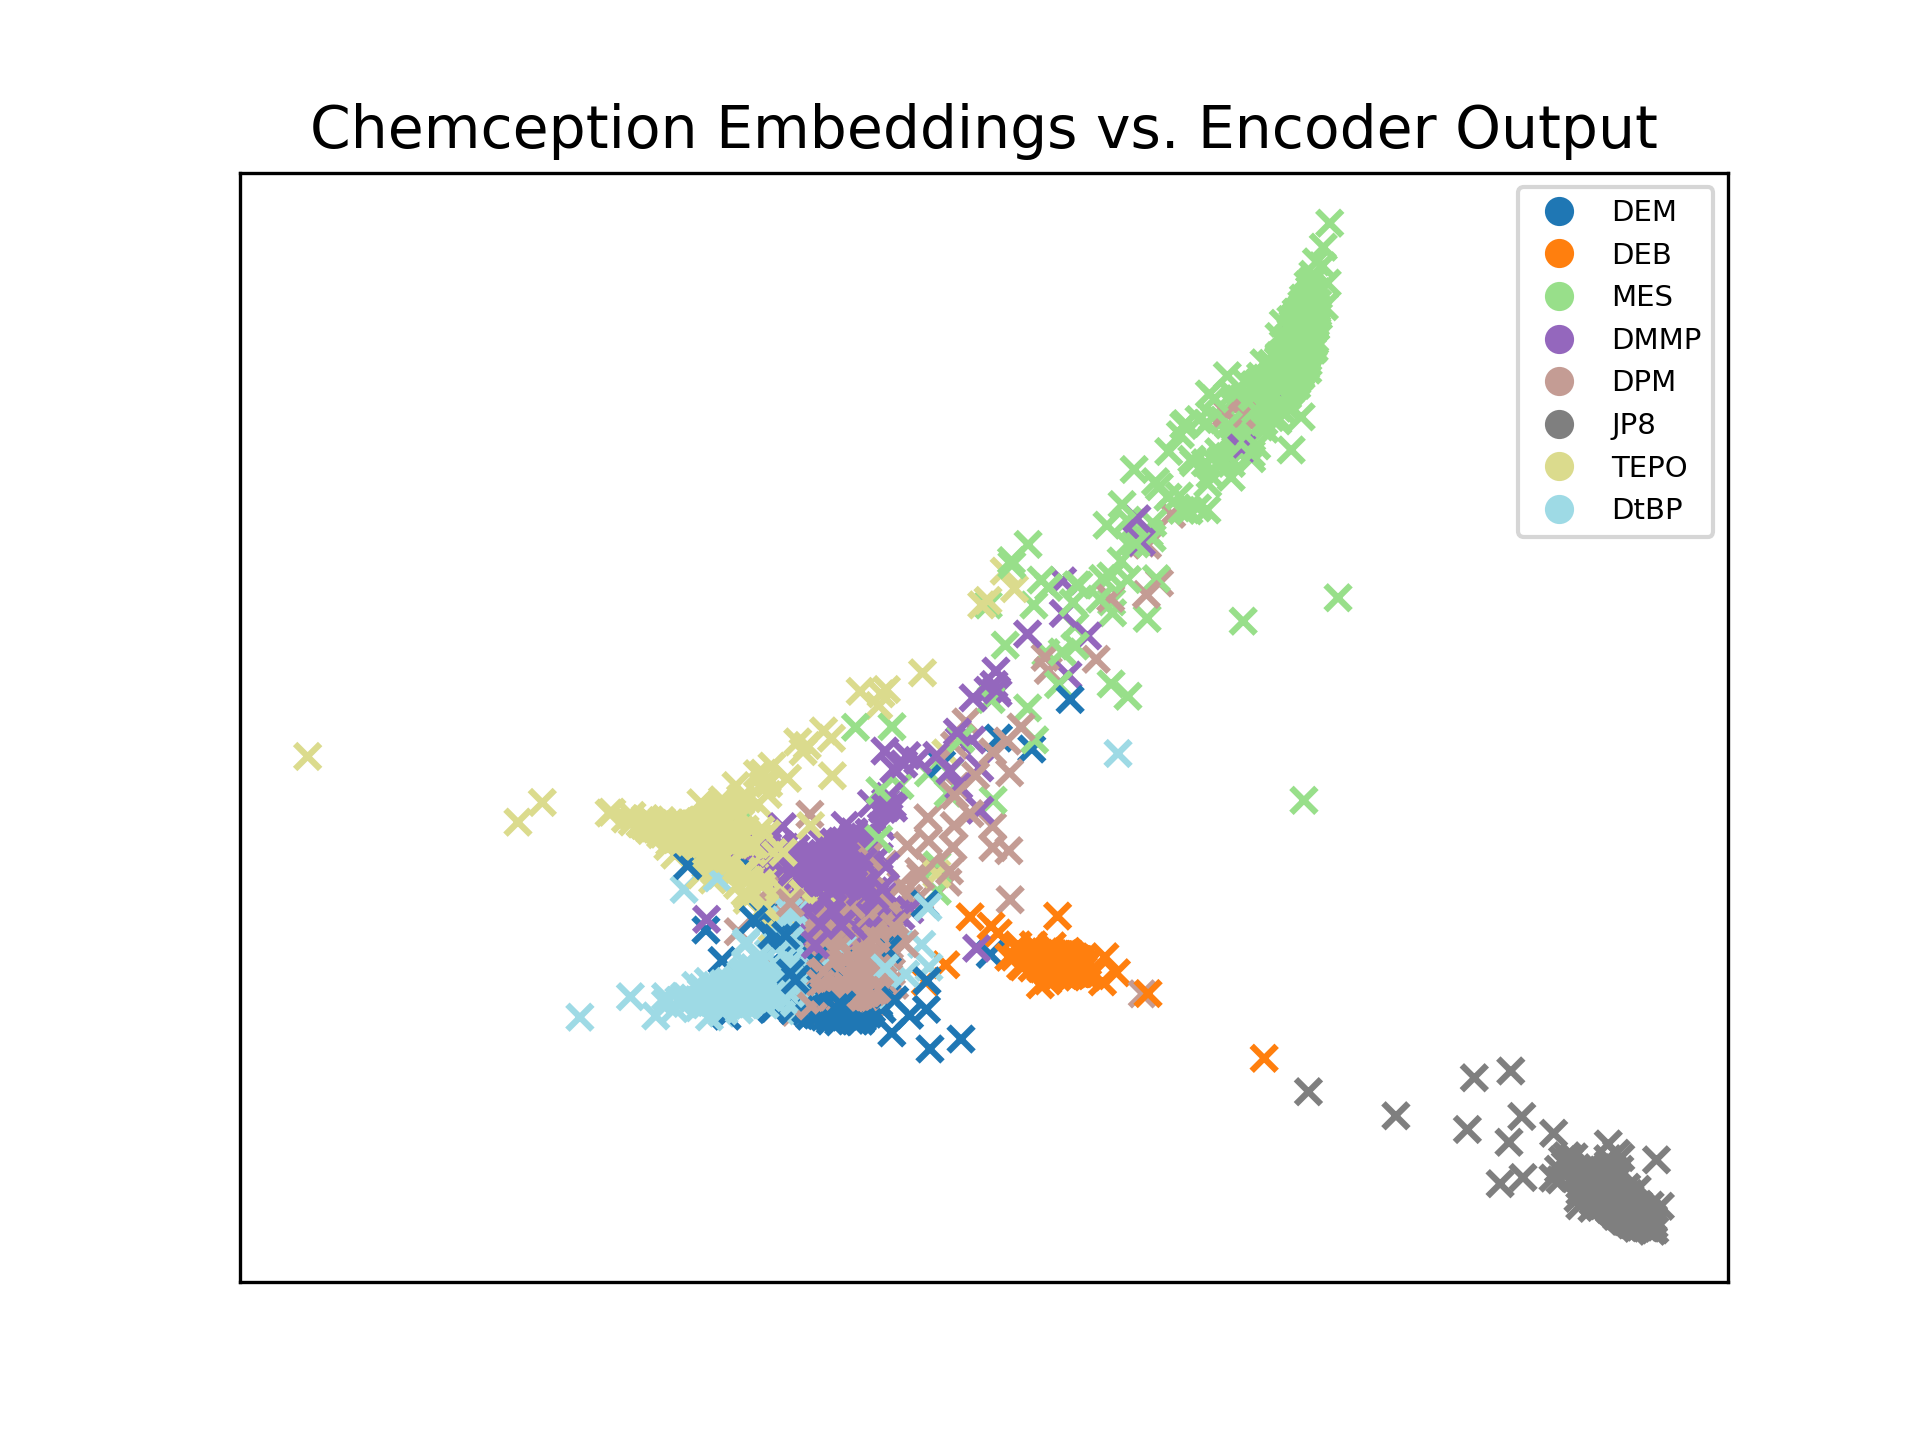 Chemception Embeddings vs. Encoder Output
DEM
DEB
MES
DMMP
DPM
JP8
TEPO
DtBP